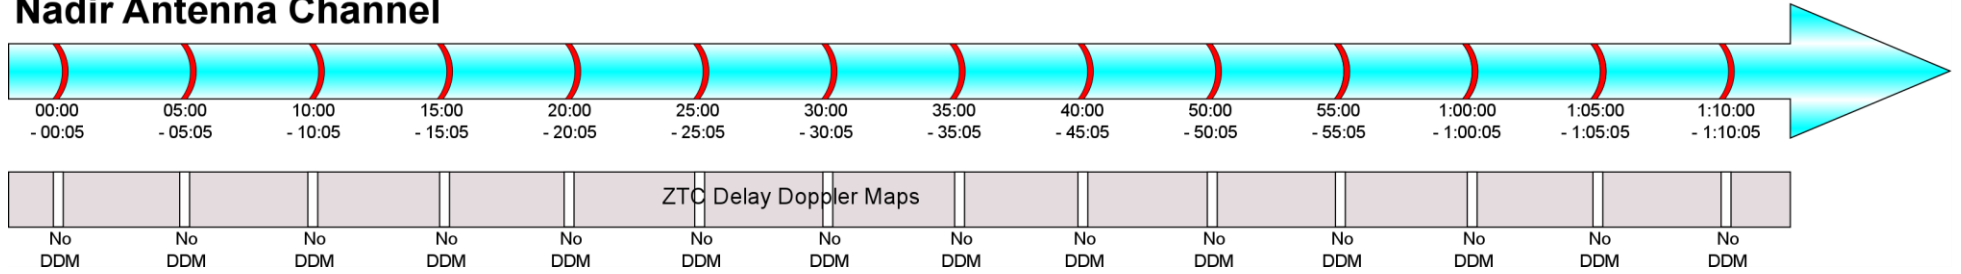 Nadir Antenna Channel
00:00 05:00 10:00 15:00 20:00 25:00 30:00 35:00 40:00 50:00 55:00 1:00:00 1:05:00 1:10:00
- 00:05 - 05:05 - 10:05 - 15:05 - 20:05 - 25:05 - 30:05 - 35:05 - 45:05 - 50:05 - 55:05 - 1:00:05 - 1:05:05 - 1:10:05
ZTC Delay Doppler Maps
No No No No No No No No No No No No No No
DDM DDM DDM DDM DDM DDM DDM DDM DDM DDM DDM DDM DDM DDM